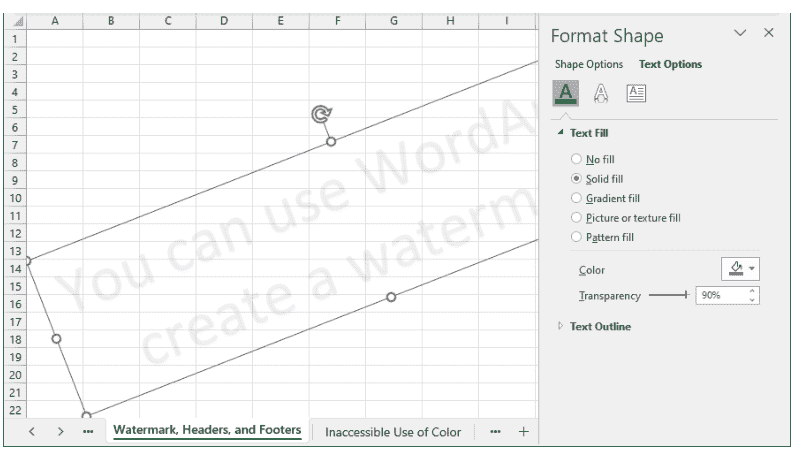 A B C D E F G H I
1
2
3
4
5
6
7
8
9
10
11
12
13
14
15
16
17
18
19
20
21
22
You can use WordA
create a waterm
Watermark, Headers, and Footers
Inaccessible Use of Color
Format Shape
Shape Options Text Options
Text Fill
No fill
Solid fill
Gradient fill
Picture or texture fill
Pattern fill
Color
Transparency 90%
Text Outline